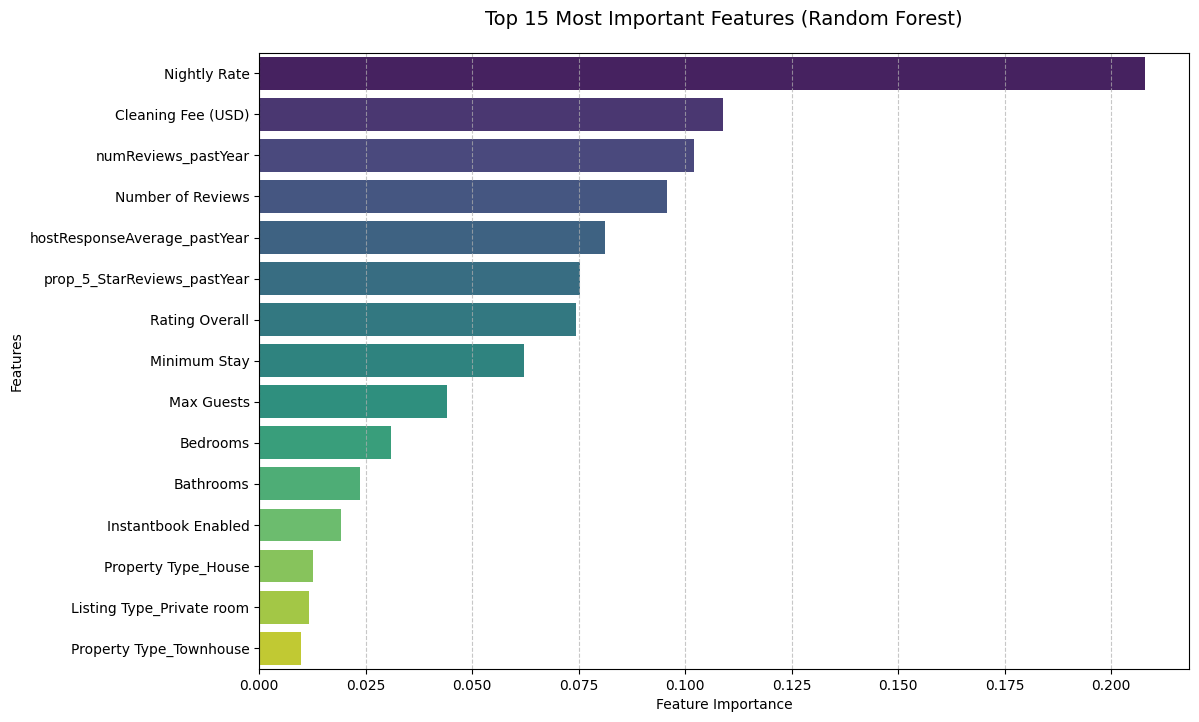 Top 15 Most Important Features (Random Forest)
Nightly Rate
Cleaning Fee (USD)
numReviews_pastYear
Number of Reviews
hostResponseAverage_pastYear
prop_5_StarReviews_pastYear
Rating Overall
Minimum Stay
Max Guests
Bedrooms
Bathrooms
Instantbook Enabled
Property Type_House
Listing Type_Private room
Property Type_Townhouse
Features
0.000 0.025 0.050 0.075 0.100 0.125 0.150 0.175 0.200
Feature Importance